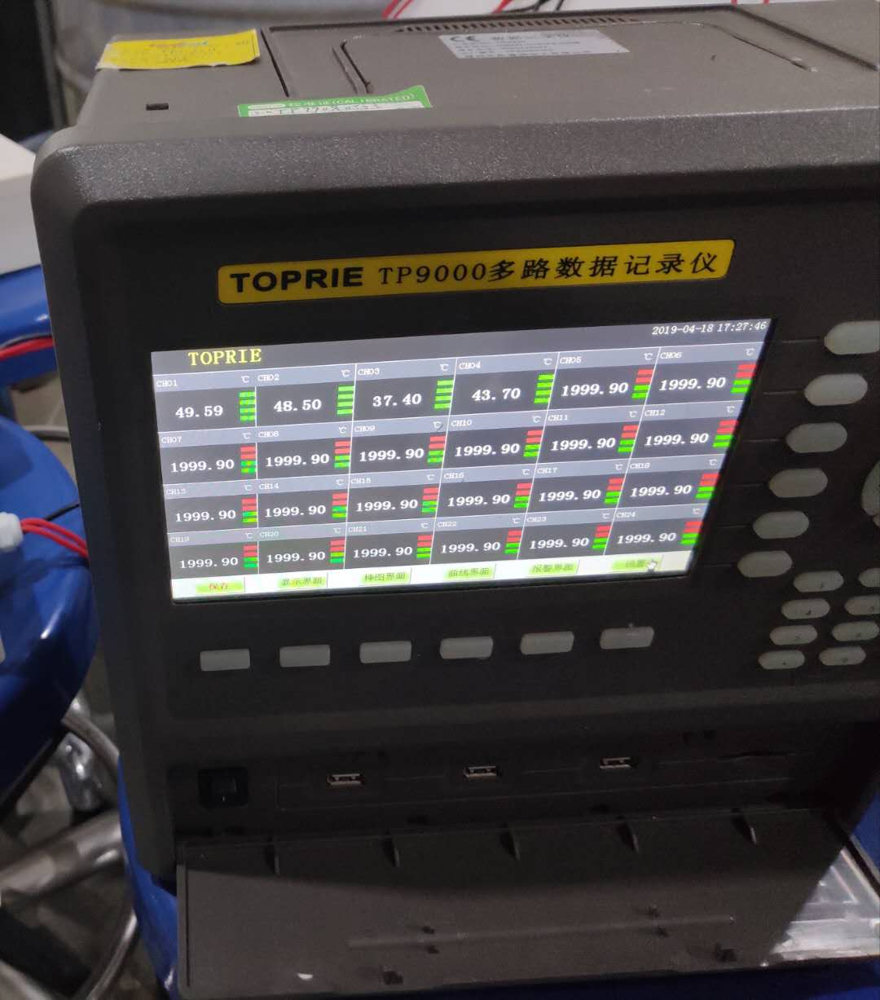 CE
校准证(CALIBRATED)
TOPRIE TP9000多路数据记录仪
TOPRIE 2019-04-18 17:27:46
CH01 ℃ CH02 ℃ CH03 ℃ CH04 ℃ CH05 ℃ CH06 ℃
49.59 48.50 37.40 43.70 1999.90 1999.90
CH07 ℃ CH08 ℃ CH09 ℃ CH10 ℃ CH11 ℃ CH12 ℃
1999.90 1999.90 1999.90 1999.90 1999.90 1999.90
CH13 ℃ CH14 ℃ CH15 ℃ CH16 ℃ CH17 ℃ CH18 ℃
1999.90 1999.90 1999.90 1999.90 1999.90 1999.90
CH19 ℃ CH20 ℃ CH21 ℃ CH22 ℃ CH23 ℃ CH24 ℃
1999.90 1999.90 1999.90 1999.90 1999.90 1999.90
保存 显示界面 棒图界面 曲线界面 报警界面 设置